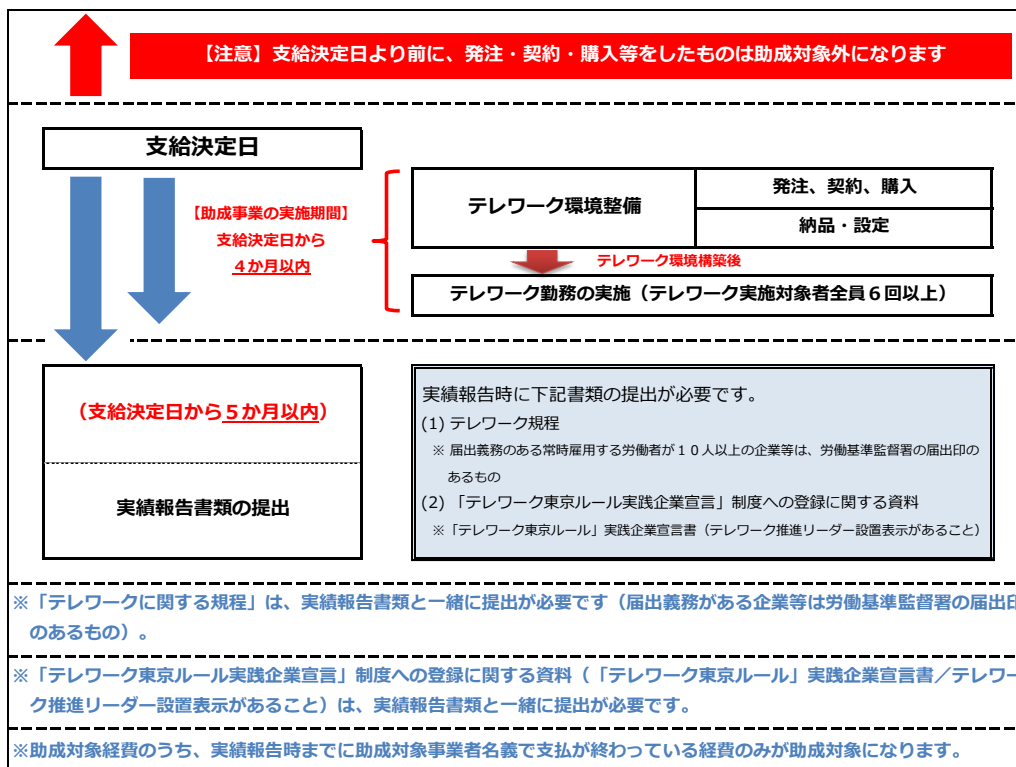 【注意】支給決定日より前に、発注・契約・購入等をしたものは助成対象外になります
支給決定日
【助成事業の実施期間】
支給決定日から
４か月以内
テレワーク環境整備
発注、契約、購入
納品・設定
テレワーク環境構築後
テレワーク勤務の実施（テレワーク実施対象者全員６回以上）
（支給決定日から５か月以内）
実績報告書類の提出
実績報告時に下記書類の提出が必要です。
(1) テレワーク規程
※ 届出義務のある常時雇用する労働者が１０人以上の企業等は、労働基準監督署の届出印の
あるもの
(2) 「テレワーク東京ルール実践企業宣言」制度への登録に関する資料
※「テレワーク東京ルール」実践企業宣言書（テレワーク推進リーダー設置表示があること）
※「テレワークに関する規程」は、実績報告書類と一緒に提出が必要です（届出義務がある企業等は労働基準監督署の届出印
のあるもの）。
※「テレワーク東京ルール実践企業宣言」制度への登録に関する資料（「テレワーク東京ルール」実践企業宣言書／テレワー
ク推進リーダー設置表示があること）は、実績報告書類と一緒に提出が必要です。
※助成対象経費のうち、実績報告時までに助成対象事業者名義で支払が終わっている経費のみが助成対象になります。